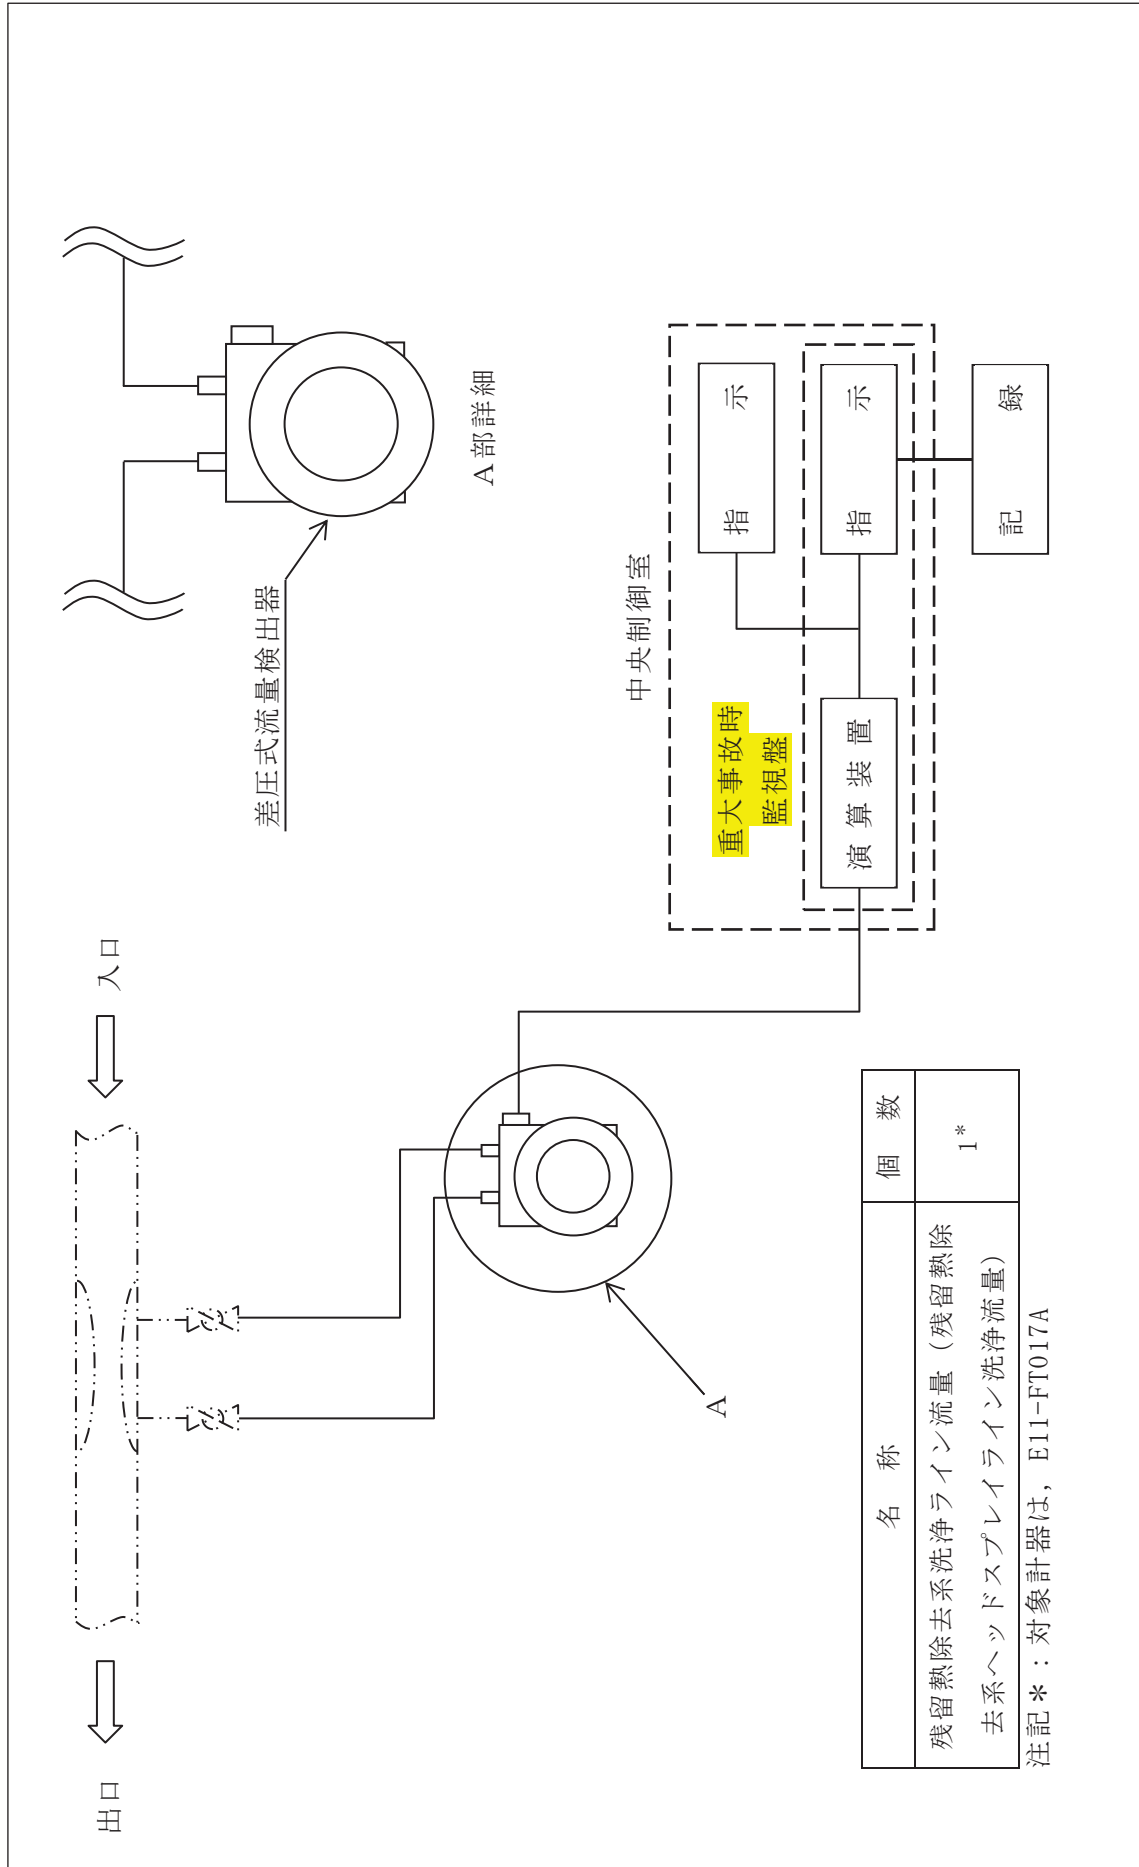 出口
入口
差圧式流量検出器
A部詳細
A
中央制御室
重大事故時
監視盤
指示
演算装置
指示
記録
名称
個数
残留熱除去系洗浄ライン流量（残留熱除
去系ヘッドスプレイライン洗浄流量）
1*
注記＊：対象計器は，E11-FT017A